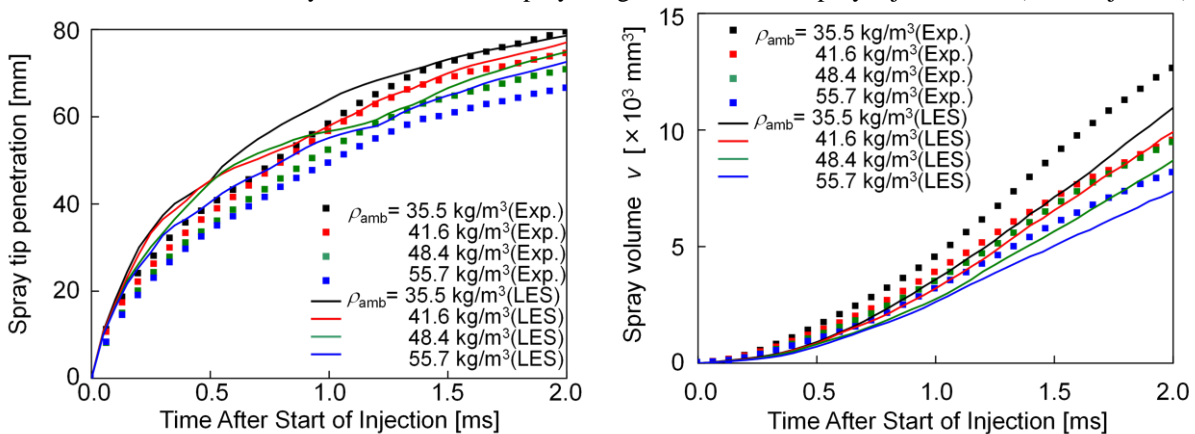 80
60
40
20
0
Spray tip penetration [mm]
ρamb= 35.5 kg/m³(Exp.)
41.6 kg/m³(Exp.)
48.4 kg/m³(Exp.)
55.7 kg/m³(Exp.)
ρamb= 35.5 kg/m³(LES)
41.6 kg/m³(LES)
48.4 kg/m³(LES)
55.7 kg/m³(LES)
0.0 0.5 1.0 1.5 2.0
Time After Start of Injection [ms]
15
10
5
0
Spray volume v [×10³ mm³]
ρamb= 35.5 kg/m³(Exp.)
41.6 kg/m³(Exp.)
48.4 kg/m³(Exp.)
55.7 kg/m³(Exp.)
ρamb= 35.5 kg/m³(LES)
41.6 kg/m³(LES)
48.4 kg/m³(LES)
55.7 kg/m³(LES)
0.0 0.5 1.0 1.5 2.0
Time After Start of Injection [ms]